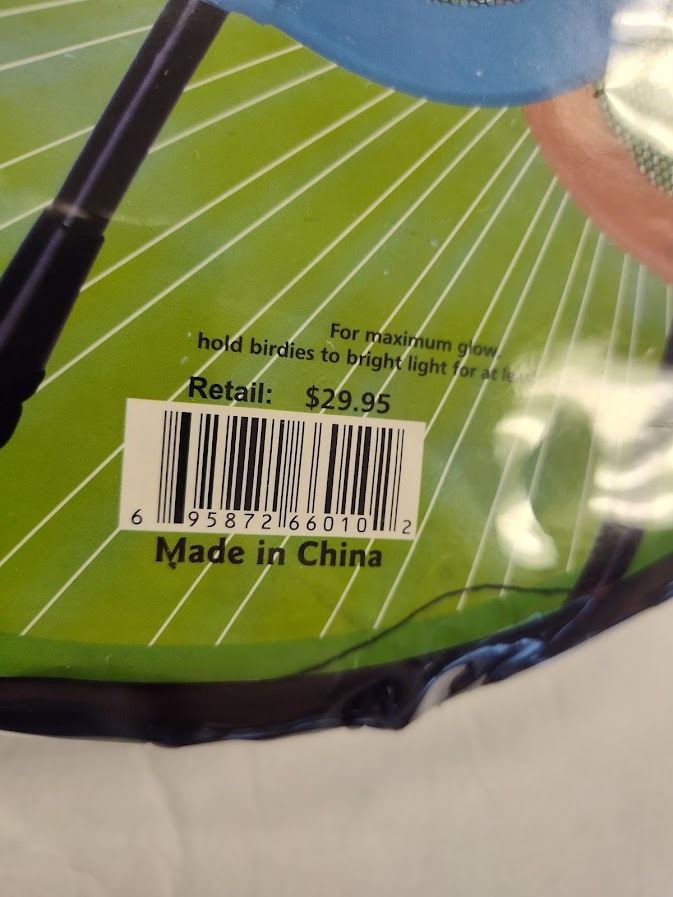 For maximum glow,
hold birdies to bright light for at least
Retail: $29.95
6 95872 66010 2
Made in China